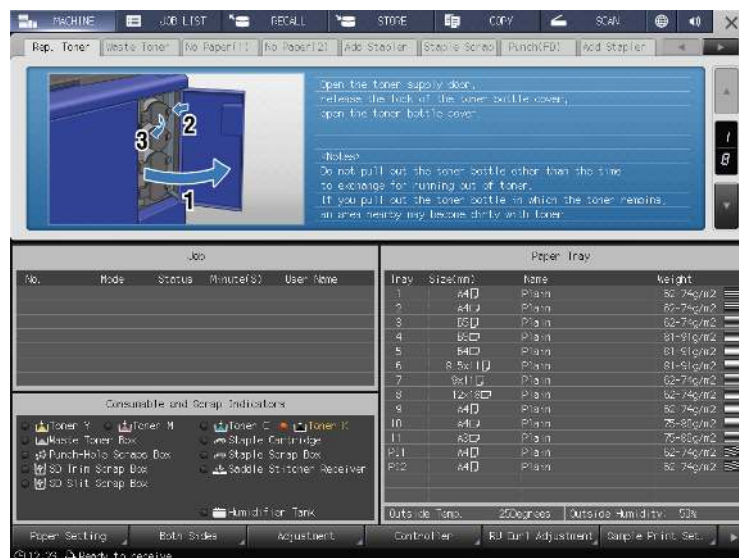 MACHINE
JOB LIST
RECALL
STORE
COPY
SCAN
Rep. Toner
Waste Toner
No Paper(1)
No Paper(2)
Add Stapler
Staple Scrap
Punch(FD)
Add Stapler
Open the toner supply door,
release the lock of the toner bottle cover,
open the toner bottle cover.
<Notes>
Do not pull out the toner bottle other than the time
to exchange for running out of toner.
If you pull out the toner bottle in which the toner remains,
an area nearby may become dirty with toner
1
2
3
1
8
Job
No. Mode Status Minute(S) User Name
Paper Tray
Tray Size(mm) Name Weight
1 A4 Plain 62-74g/m2
2 A4 Plain 62-74g/m2
3 B5 Plain 62-74g/m2
4 B5 Plain 81-91g/m2
5 B4 Plain 81-91g/m2
6 8.5x11 Plain 81-91g/m2
7 9x11 Plain 62-74g/m2
8 12x18 Plain 62-74g/m2
9 A4 Plain 62-74g/m2
10 A4 Plain 75-80g/m2
11 A3 Plain 75-80g/m2
PI1 A4 Plain 62-74g/m2
PI2 A4 Plain 62-74g/m2
Consumable and Scrap Indicators
Toner Y Toner M Toner C Toner K
Waste Toner Box Staple Cartridge
Punch-Hole Scraps Box Staple Scrap Box
SD Trim Scrap Box Saddle Stitcher Receiver
SD Slit Scrap Box
Humidifier Tank
Outside Temp. 25Degrees Outside Humidity: 50%
Paper Setting
Both Sides
Adjustment
Controller
RU Curl Adjustment
Sample Print Set.
Ready to receive